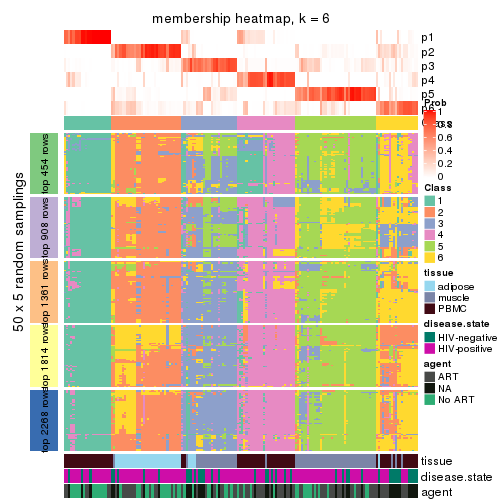 membership heatmap, k = 6
p1
p2
p3
p4
p5
p6
50 x 5 random samplings
top 454 rows
top 908 rows
top 1361 rows
top 1814 rows
top 2268 rows
tissue
disease.state
agent
Prob
1
0.8
0.6
0.4
0.2
0
Class
1
2
3
4
5
6
tissue
adipose
muscle
PBMC
disease.state
HIV-negative
HIV-positive
agent
ART
NA
No ART